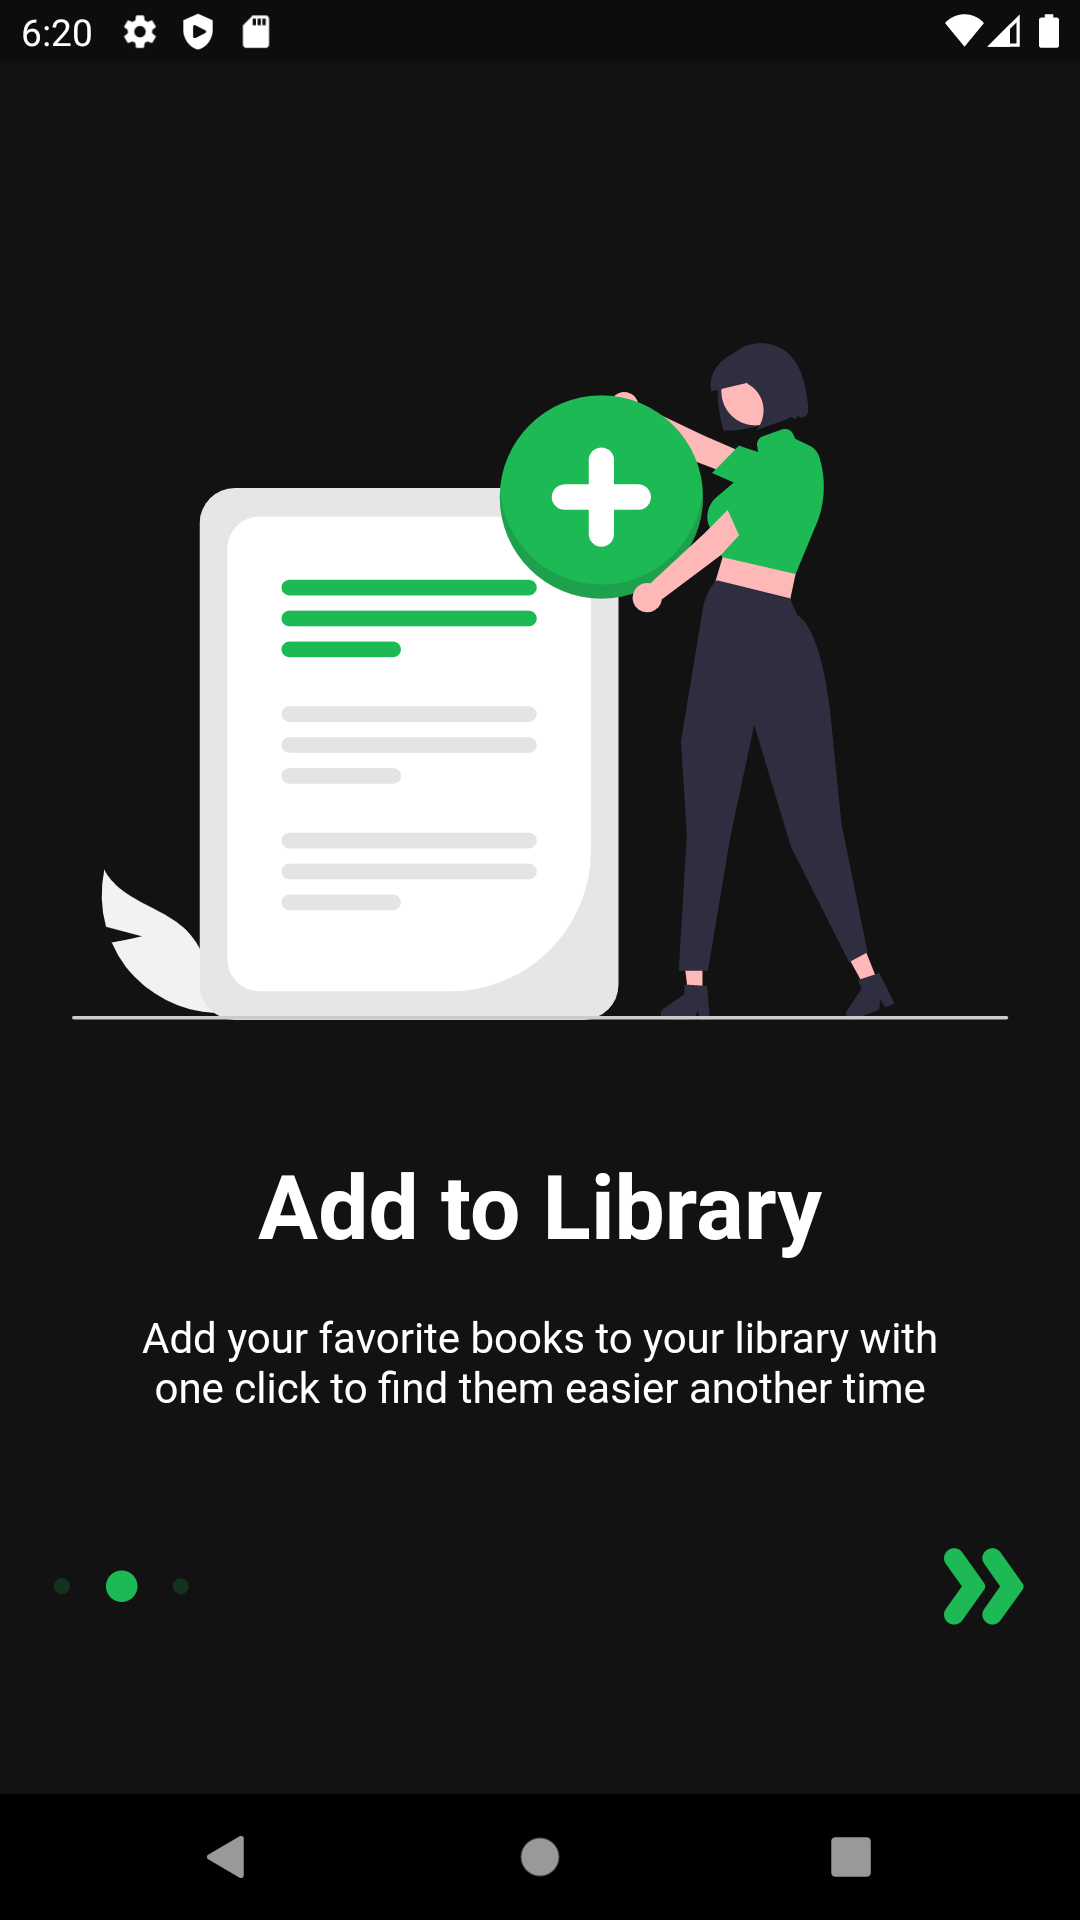 6:20
Add to Library
Add your favorite books to your library with
one click to find them easier another time